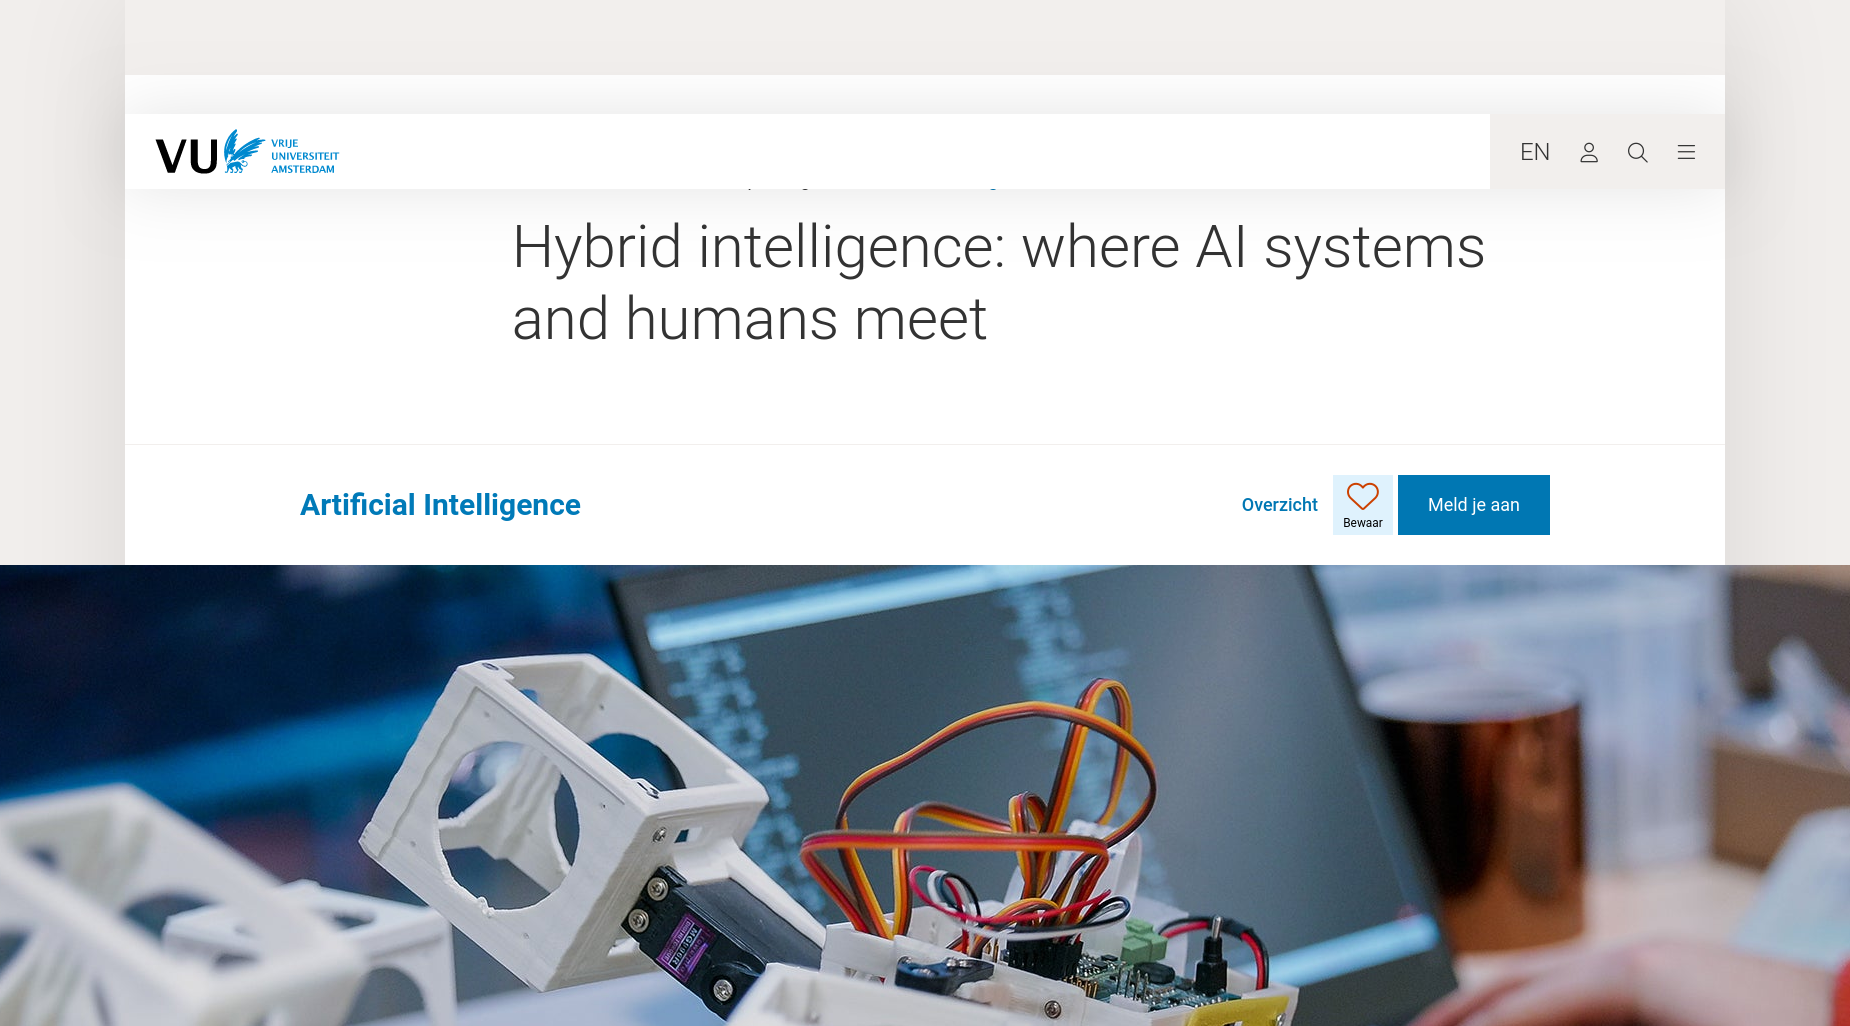 VU
VRIJE
UNIVERSITEIT
AMSTERDAM
EN
Hybrid intelligence: where AI systems
and humans meet
Artificial Intelligence
Overzicht
Bewaar
Meld je aan
MG996R